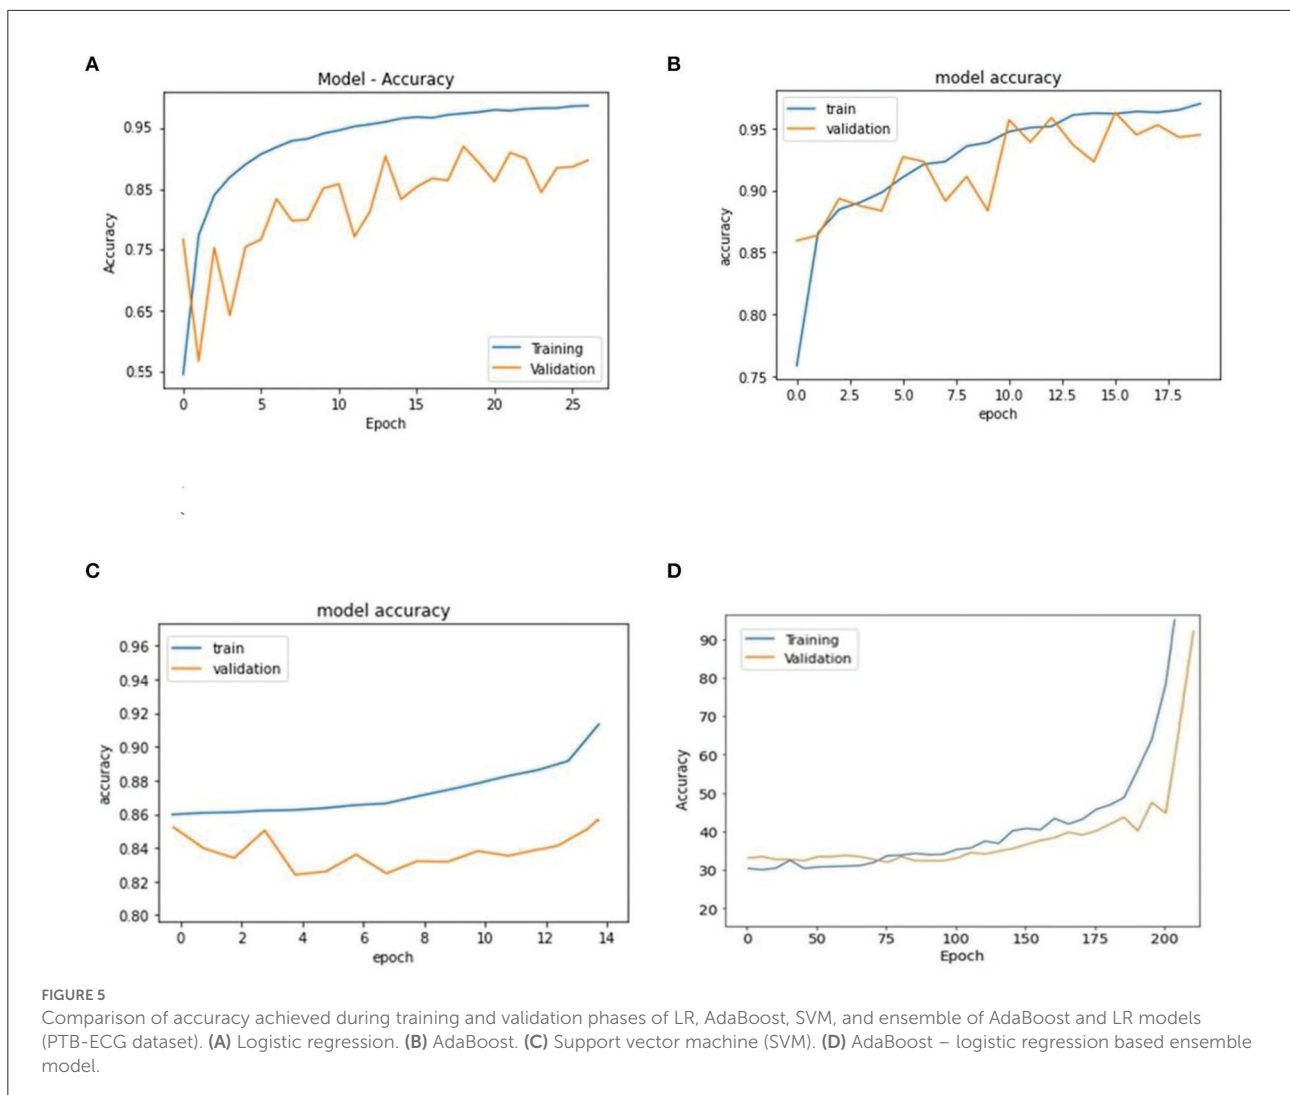 A
Model - Accuracy
Accuracy
0.95
0.85
0.75
0.65
0.55
Training
Validation
0 5 10 15 20 25
Epoch
B
model accuracy
accuracy
train
validation
0.95
0.90
0.85
0.80
0.75
0.0 2.5 5.0 7.5 10.0 12.5 15.0 17.5
epoch
C
model accuracy
accuracy
train
validation
0.96
0.94
0.92
0.90
0.88
0.86
0.84
0.82
0.80
0 2 4 6 8 10 12 14
epoch
D
Accuracy
Training
Validation
90
80
70
60
50
40
30
20
0 50 75 100 150 175 200
Epoch
FIGURE 5
Comparison of accuracy achieved during training and validation phases of LR, AdaBoost, SVM, and ensemble of AdaBoost and LR models
(PTB-ECG dataset). (A) Logistic regression. (B) AdaBoost. (C) Support vector machine (SVM). (D) AdaBoost – logistic regression based ensemble
model.